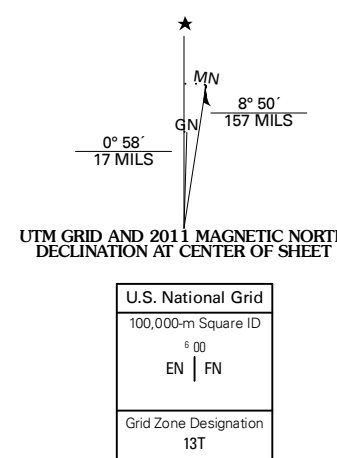 ★
MN
GN
8° 50´
157 MILS
0° 58´
17 MILS
UTM GRID AND 2011 MAGNETIC NORT
DECLINATION AT CENTER OF SHEET
U.S. National Grid
100,000-m Square ID
⁶ 00
EN | FN
Grid Zone Designation
13T